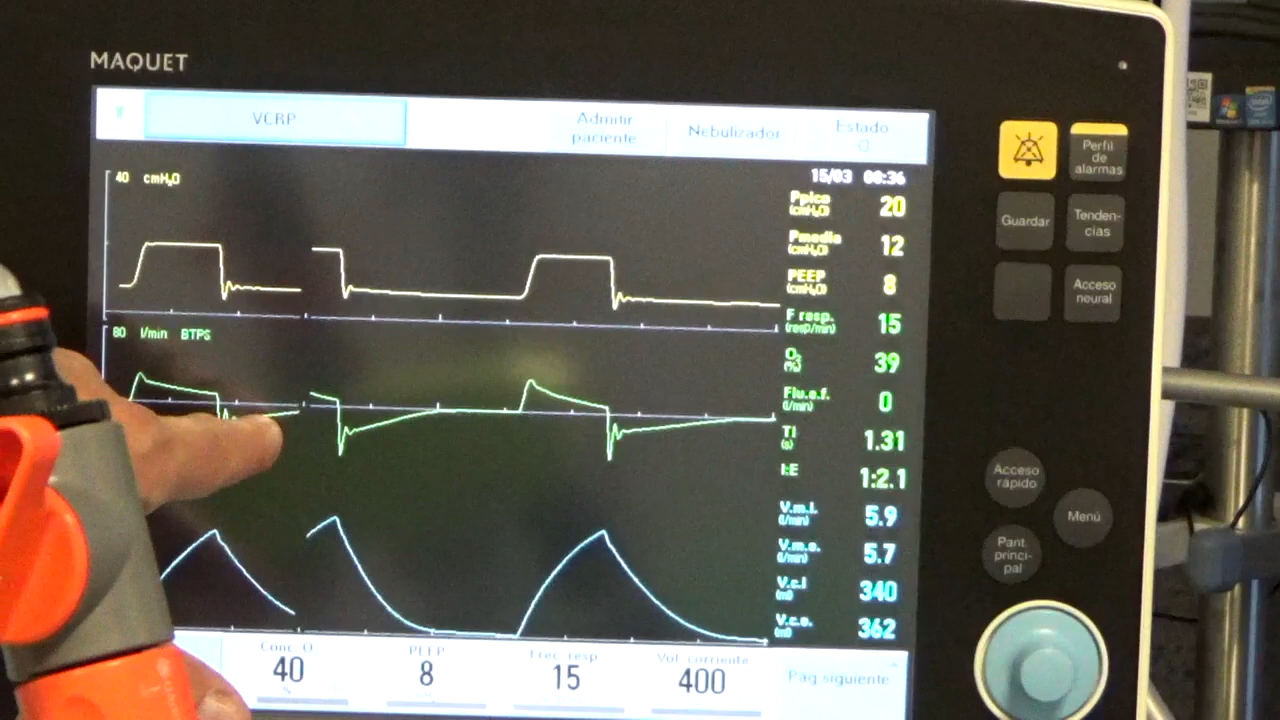 MAQUET
VCRP
Admitir
paciente
Nebulizador
Estado
15/03 08:36
40 cmH₂O
Ppico
(cmH₂O)
20
Pmedia
(cmH₂O)
12
PEEP
(cmH₂O)
8
F resp.
(resp/min)
15
80 l/min BTPS
O₂
(%)
39
Flu.e.f.
(l/min)
0
Ti
(s)
1.31
I:E
1:2.1
V.m.i.
(l/min)
5.9
V.m.e.
(l/min)
5.7
V.c.i
(ml)
340
V.c.e.
(ml)
362
Conc. O
40
%
PEEP
8
Frec. resp
15
Vol. corriente
400
Pág siguiente
Perfil
de
alarmas
Guardar
Tenden-
cias
Acceso
neural
Acceso
rápido
Menú
Pant.
princi-
pal